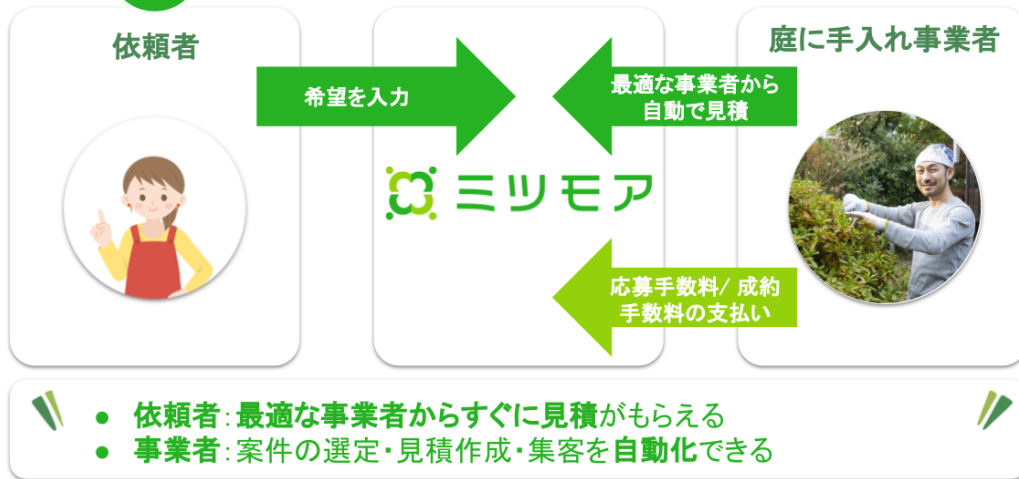 依頼者
庭に手入れ事業者
希望を入力
最適な事業者から
自動で見積
ミツモア
応募手数料/ 成約
手数料の支払い
● 依頼者：最適な事業者からすぐに見積がもらえる
● 事業者：案件の選定・見積作成・集客を自動化できる